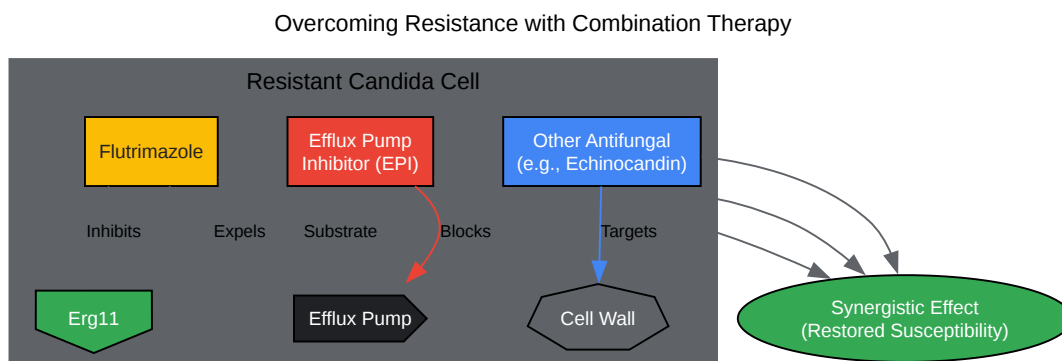 Overcoming Resistance with Combination Therapy
Resistant Candida Cell
Flutrimazole
Efflux Pump
Inhibitor (EPI)
Other Antifungal
(e.g., Echinocandin)
Inhibits
Expels
Substrate
Blocks
Targets
Erg11
Efflux Pump
Cell Wall
Synergistic Effect
(Restored Susceptibility)